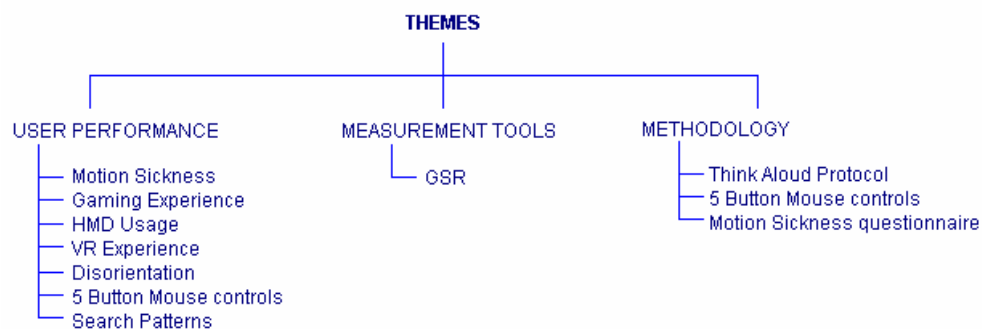 THEMES
USER PERFORMANCE
Motion Sickness
Gaming Experience
HMD Usage
VR Experience
Disorientation
5 Button Mouse controls
Search Patterns
MEASUREMENT TOOLS
GSR
METHODOLOGY
Think Aloud Protocol
5 Button Mouse controls
Motion Sickness questionnaire